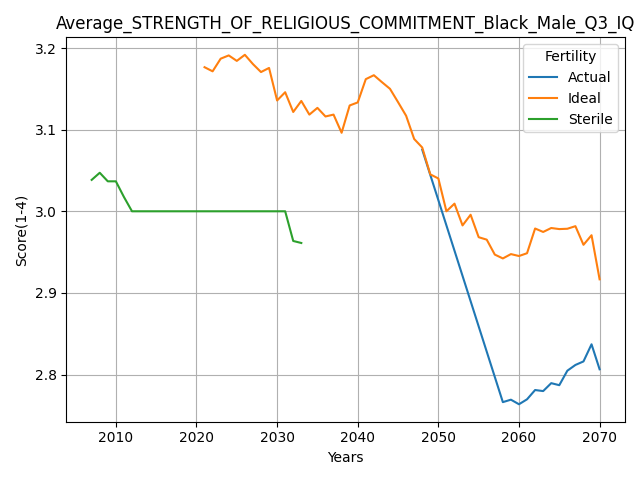 Average_STRENGTH_OF_RELIGIOUS_COMMITMENT_Black_Male_Q3_IQ
Fertility
Actual
Ideal
Sterile
3.2
3.1
3.0
2.9
2.8
Score(1-4)
2010 2020 2030 2040 2050 2060 2070
Years